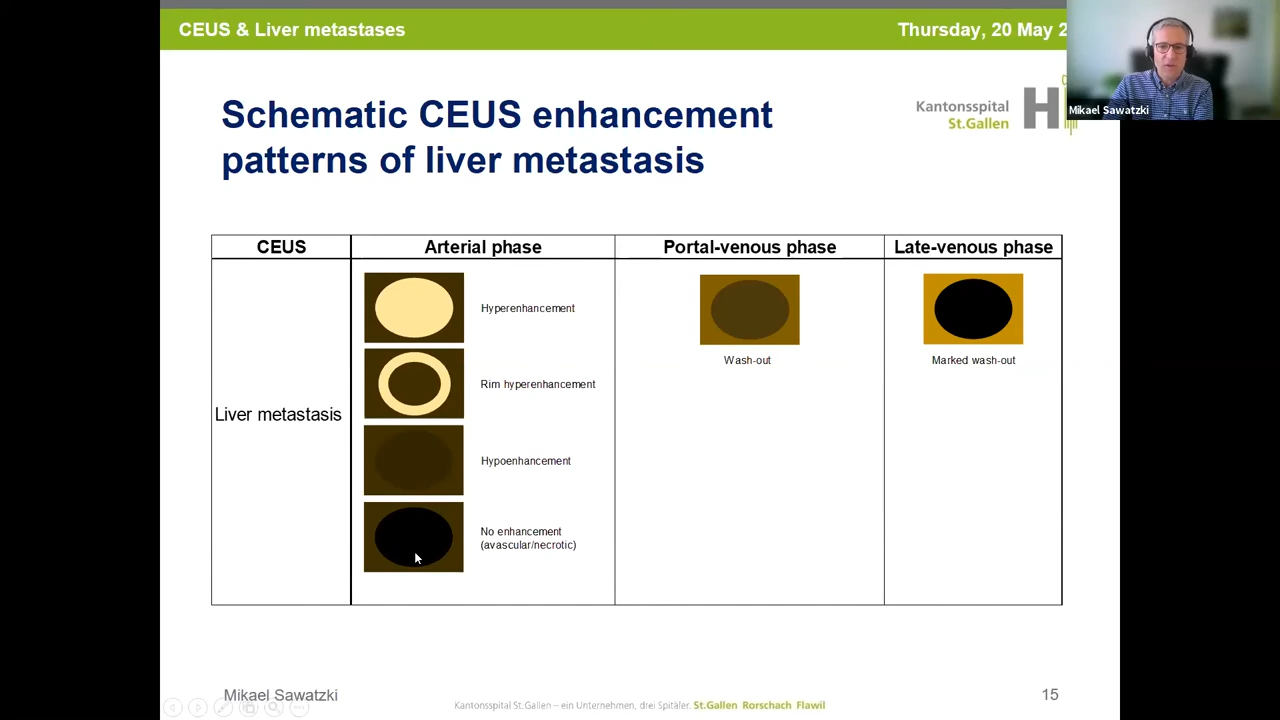 CEUS & Liver metastases
Thursday, 20 May 2
Mikael Sawatzki
Schematic CEUS enhancement
patterns of liver metastasis
Kantonsspital
St.Gallen
H
CEUS
Arterial phase
Portal-venous phase
Late-venous phase
Liver metastasis
Hyperenhancement
Rim hyperenhancement
Hypoenhancement
No enhancement
(avascular/necrotic)
Wash-out
Marked wash-out
Mikael Sawatzki
Kantonsspital St.Gallen – ein Unternehmen, drei Spitäler. St.Gallen Rorschach Flawil
15